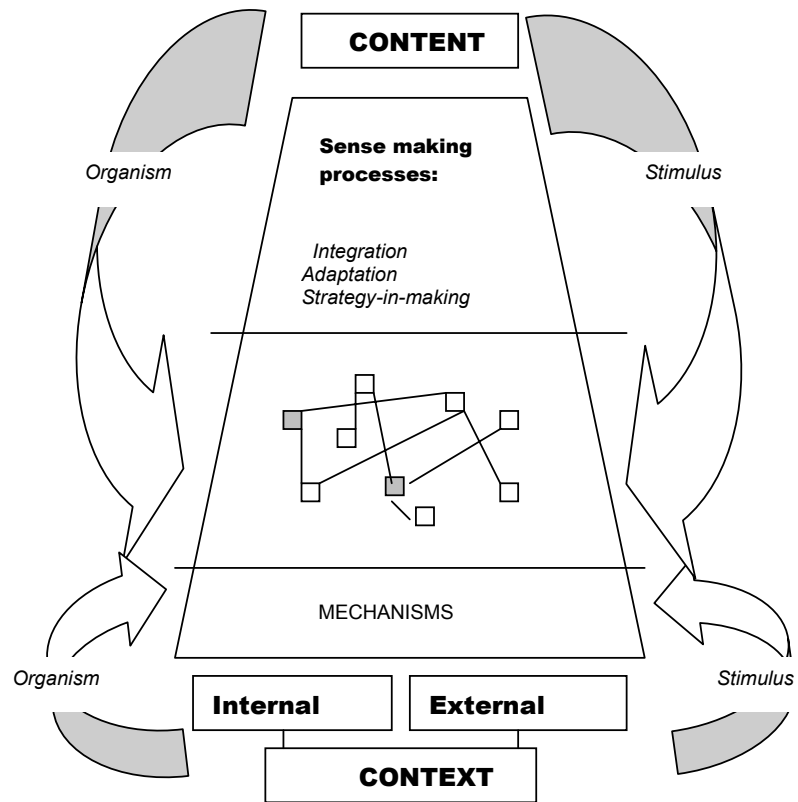 CONTENT
Organism
Stimulus
Sense making
processes:
Integration
Adaptation
Strategy-in-making
MECHANISMS
Organism
Stimulus
Internal
External
CONTEXT